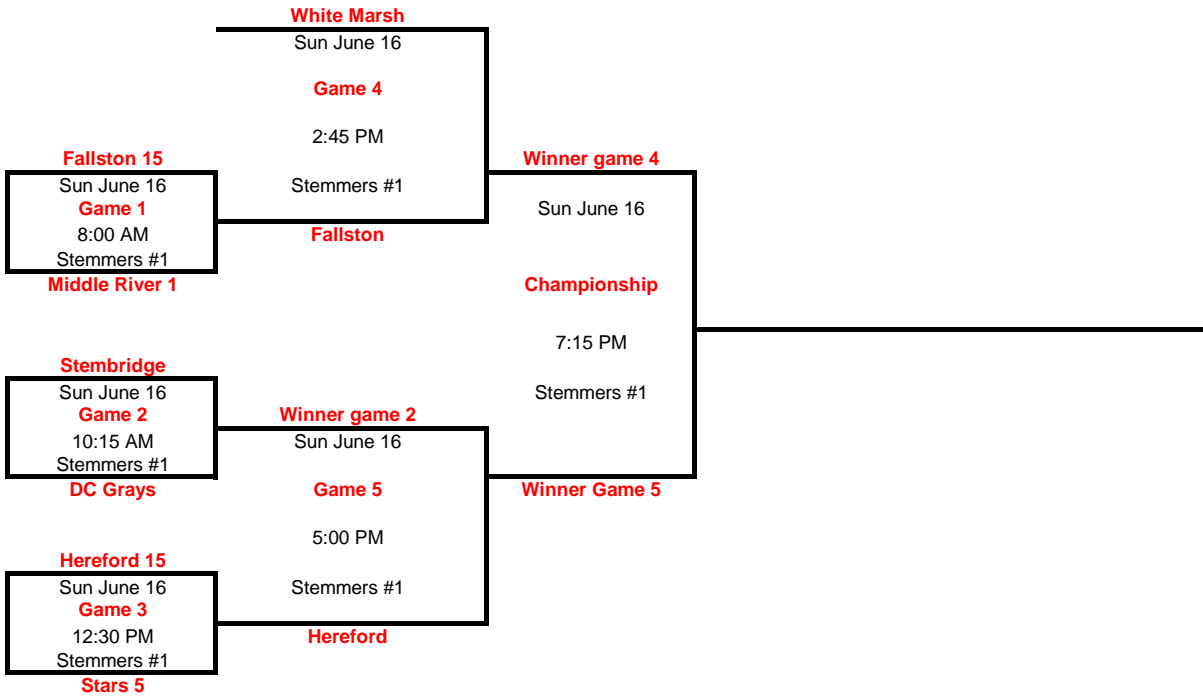 White Marsh
Sun June 16
Game 4
2:45 PM
Stemmers #1
Fallston
Fallston 15
Sun June 16
Game 1
8:00 AM
Stemmers #1
Middle River 1
Winner game 4
Sun June 16
Championship
7:15 PM
Stemmers #1
Winner Game 5
Stembridge
Sun June 16
Game 2
10:15 AM
Stemmers #1
DC Grays
Winner game 2
Sun June 16
Game 5
5:00 PM
Stemmers #1
Hereford
Hereford 15
Sun June 16
Game 3
12:30 PM
Stemmers #1
Stars 5